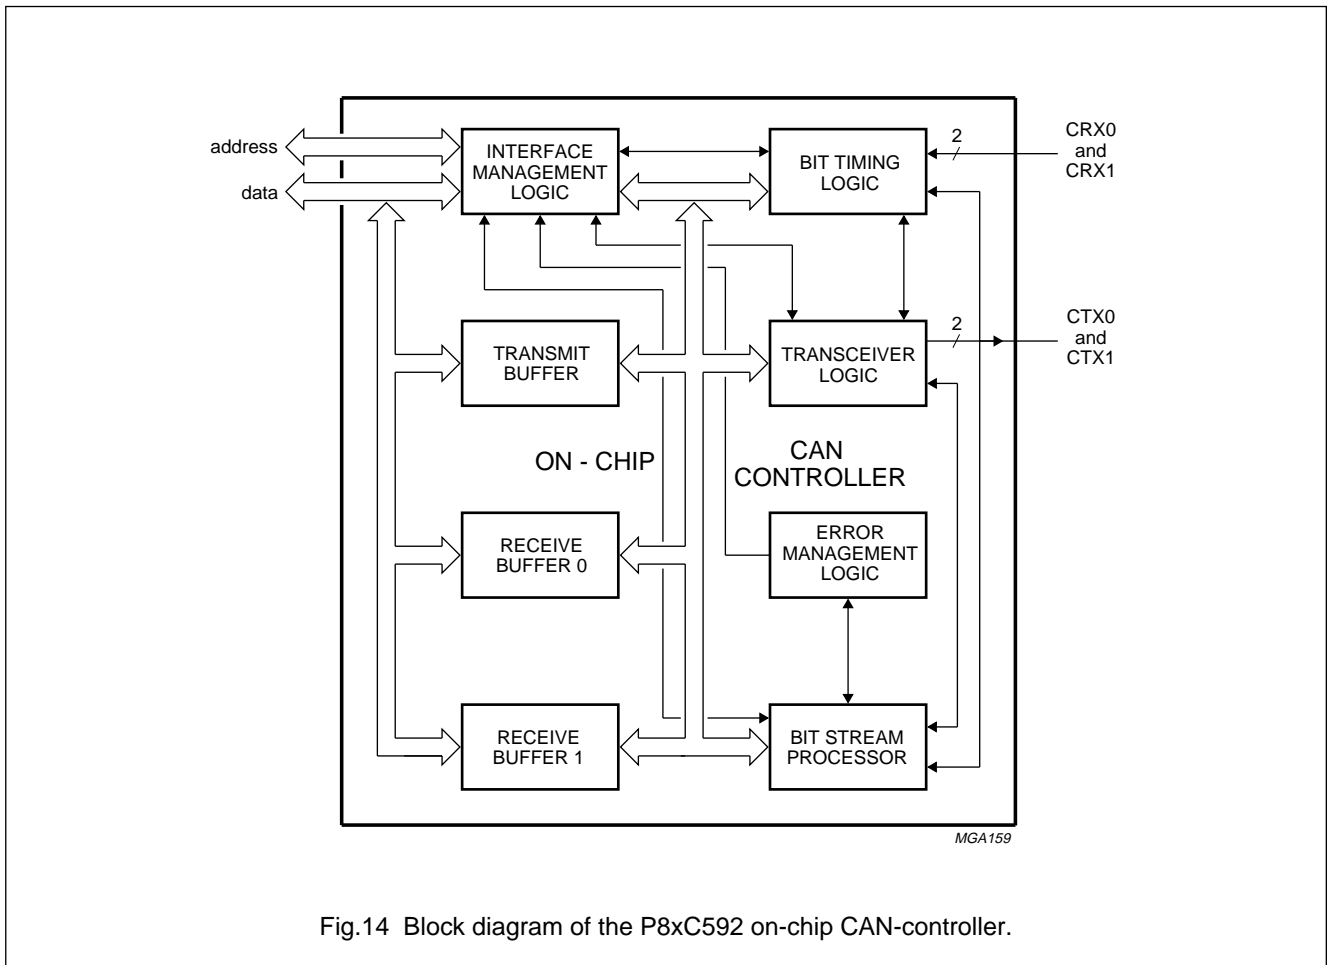 address
data
INTERFACE
MANAGEMENT
LOGIC
BIT TIMING
LOGIC
2
CRX0
and
CRX1
TRANSMIT
BUFFER
TRANSCEIVER
LOGIC
2
CTX0
and
CTX1
ON - CHIP
CAN
CONTROLLER
RECEIVE
BUFFER 0
ERROR
MANAGEMENT
LOGIC
RECEIVE
BUFFER 1
BIT STREAM
PROCESSOR
MGA159
Fig.14 Block diagram of the P8xC592 on-chip CAN-controller.